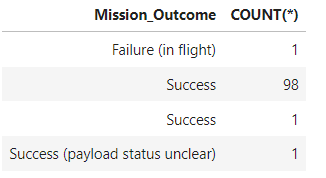 Mission_Outcome COUNT(*)
Failure (in flight) 1
Success 98
Success 1
Success (payload status unclear) 1